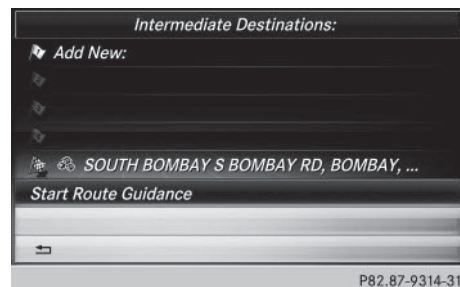 Intermediate Destinations:
Add New:
SOUTH BOMBAY S BOMBAY RD, BOMBAY, ...
Start Route Guidance
P82.87-9314-31